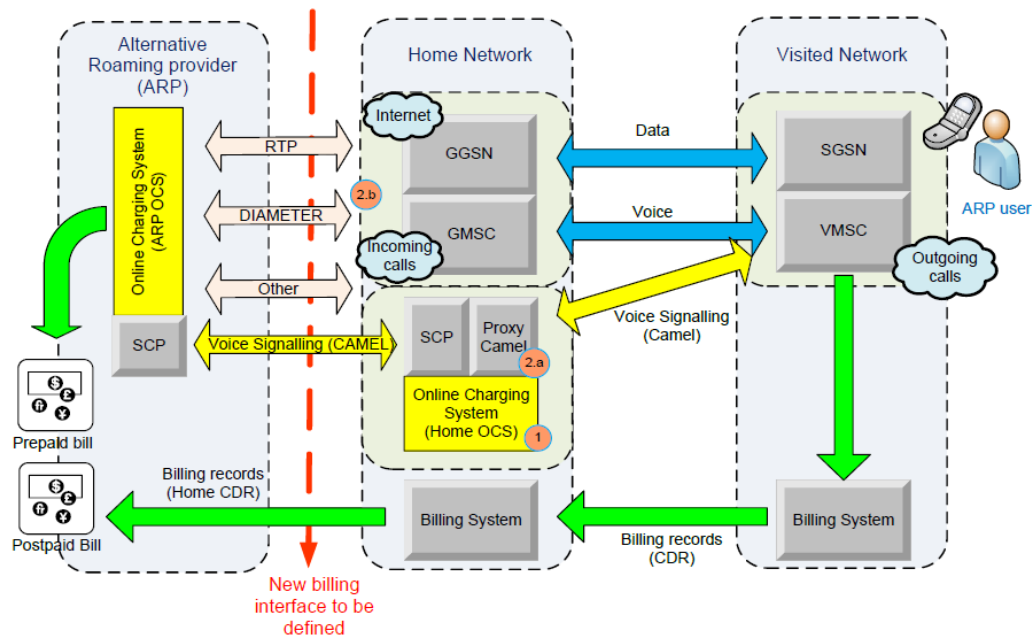 Alternative
Roaming provider
(ARP)
Home Network
Visited Network
Online Charging System
(ARP OCS)
SCP
RTP
DIAMETER
Other
Voice Signalling (CAMEL)
2.b
Internet
GGSN
GMSC
Incoming
calls
SCP
Proxy
Camel
2.a
Online Charging
System
(Home OCS)
1
Data
Voice
Voice Signalling
(Camel)
SGSN
VMSC
ARP user
Outgoing
calls
$
£
¥
Prepaid bill
$
£
¥
Postpaid Bill
Billing records
(Home CDR)
Billing System
Billing records
(CDR)
Billing System
New billing
interface to be
defined